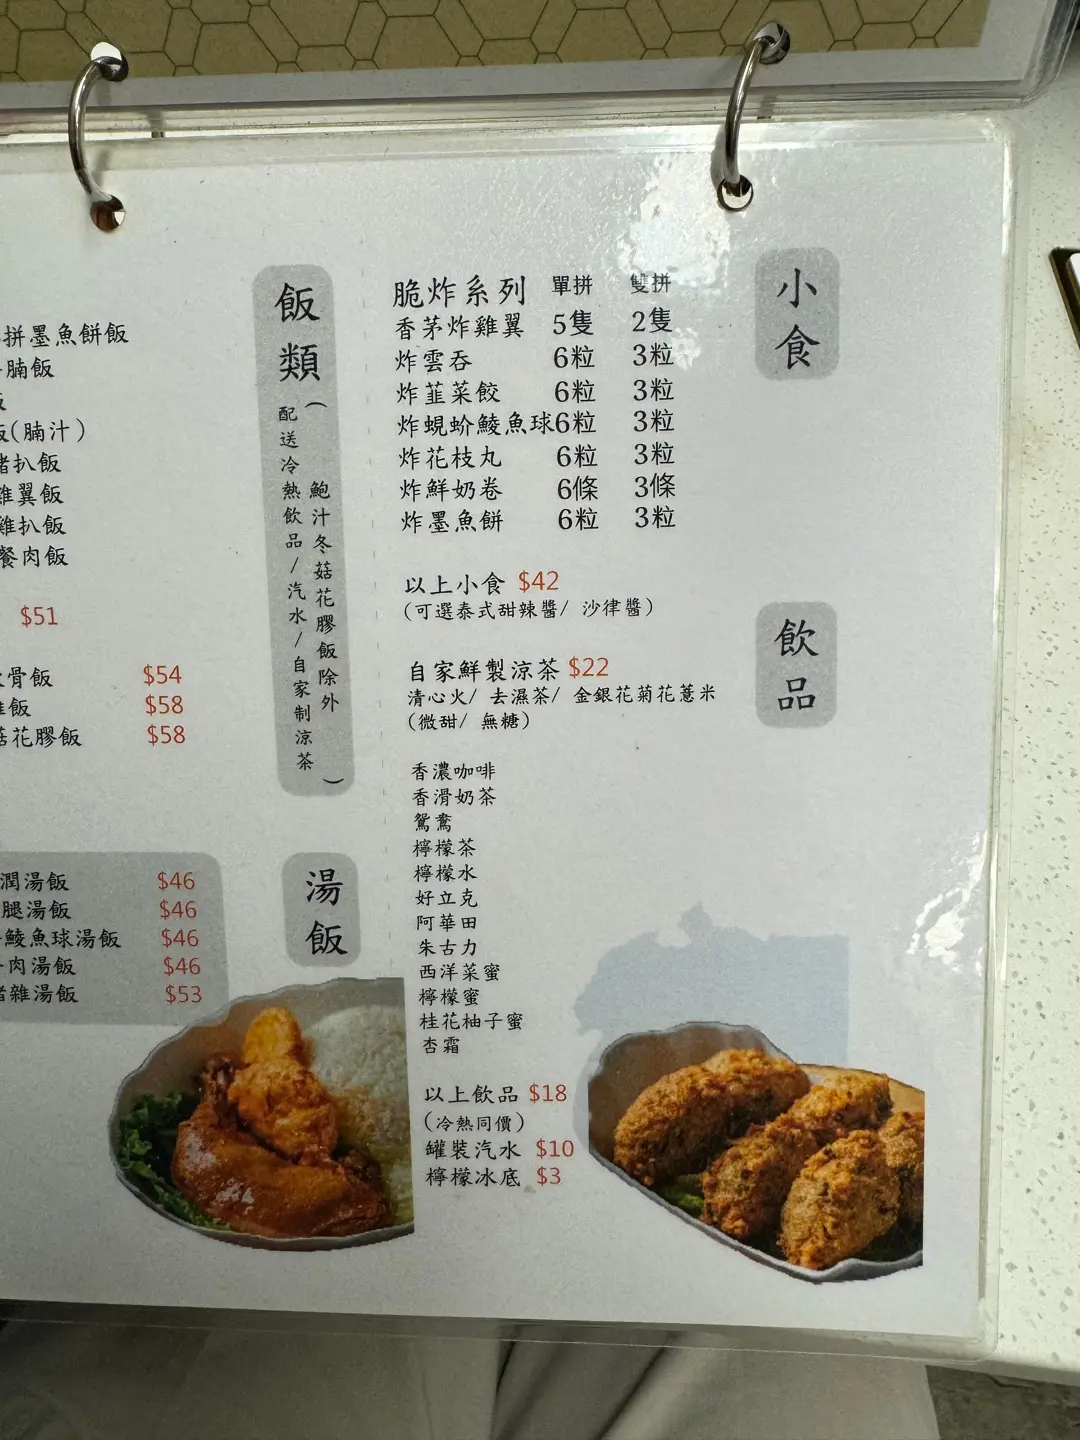 小食
脆炸系列 單拼 雙拼
香茅炸雞翼 5隻 2隻
炸雲吞 6粒 3粒
炸韮菜餃 6粒 3粒
炸蜆蚧鯪魚球 6粒 3粒
炸花枝丸 6粒 3粒
炸鮮奶卷 6條 3條
炸墨魚餅 6粒 3粒
以上小食 $42
(可選泰式甜辣醬/ 沙律醬)
飲品
自家鮮製涼茶 $22
清心火/ 去濕茶/ 金銀花菊花薏米
(微甜/ 無糖)
香濃咖啡
香滑奶茶
鴛鴦
檸檬茶
檸檬水
好立克
阿華田
朱古力
西洋菜蜜
檸檬蜜
桂花柚子蜜
杏霜
以上飲品 $18
(冷熱同價)
罐裝汽水 $10
檸檬冰底 $3
飯類
(鮑汁冬菇花膠飯除外
配送冷熱飲品/汽水/自家制涼茶)
拼墨魚餅飯
腩飯
(腩汁)
豬扒飯
雞翼飯
雞扒飯
餐肉飯
$51
骨飯 $54
飯 $58
菇花膠飯 $58
湯飯
潤湯飯 $46
腿湯飯 $46
鯪魚球湯飯 $46
肉湯飯 $46
豬雜湯飯 $53